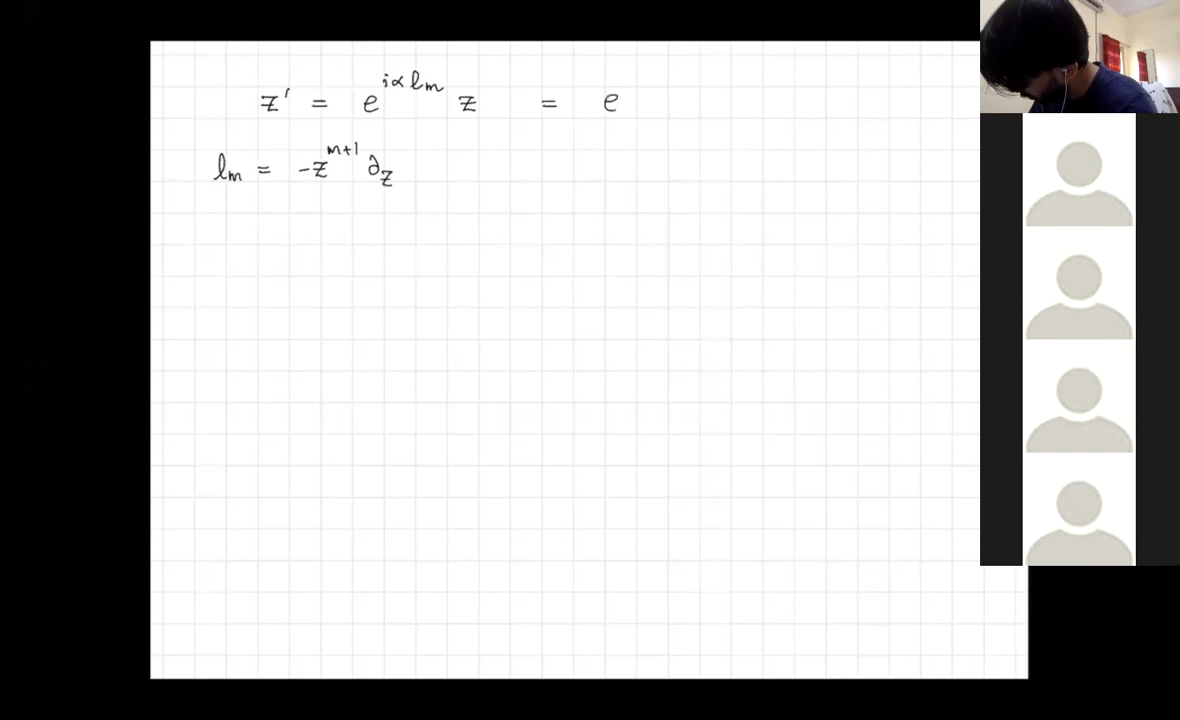 z' = e^{iαl_m} z = e
l_m = -z^{m+1} ∂_z